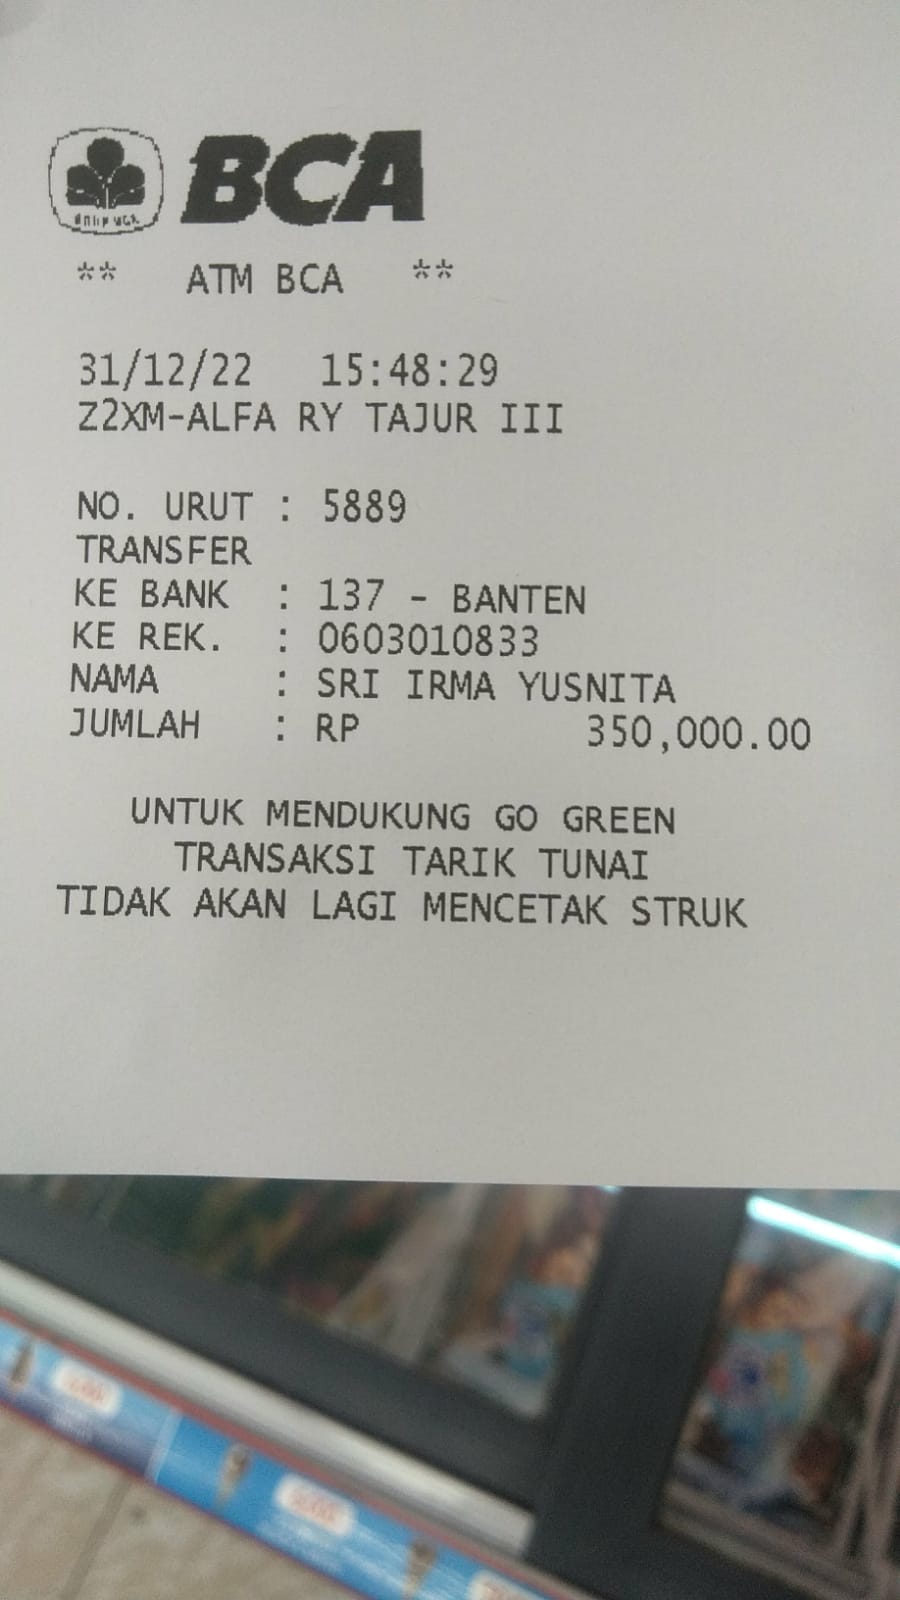 BCA
** ATM BCA **
31/12/22 15:48:29
Z2XM-ALFA RY TAJUR III
NO. URUT : 5889
TRANSFER
KE BANK : 137 - BANTEN
KE REK. : 0603010833
NAMA : SRI IRMA YUSNITA
JUMLAH : RP 350,000.00
UNTUK MENDUKUNG GO GREEN
TRANSAKSI TARIK TUNAI
TIDAK AKAN LAGI MENCETAK STRUK